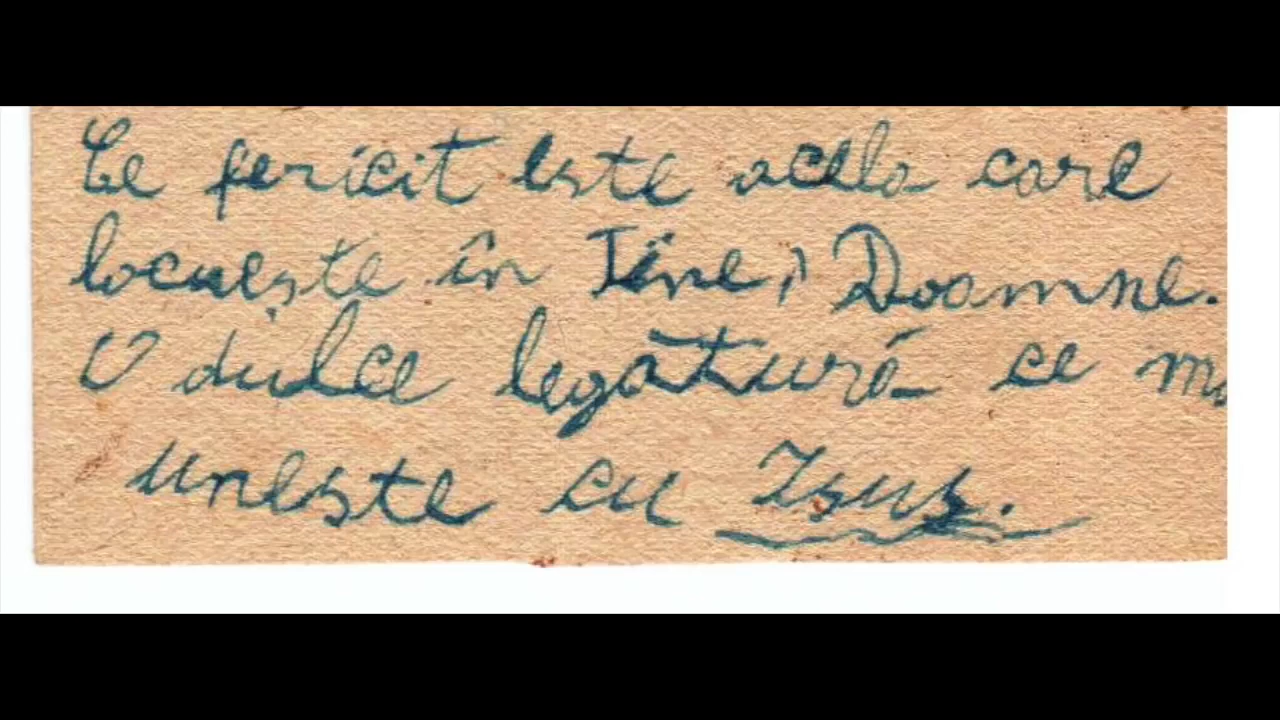 Ce fericit este acela care
locuește în Tine, Doamne.
O dulce legătură ce
unește cu Isus.